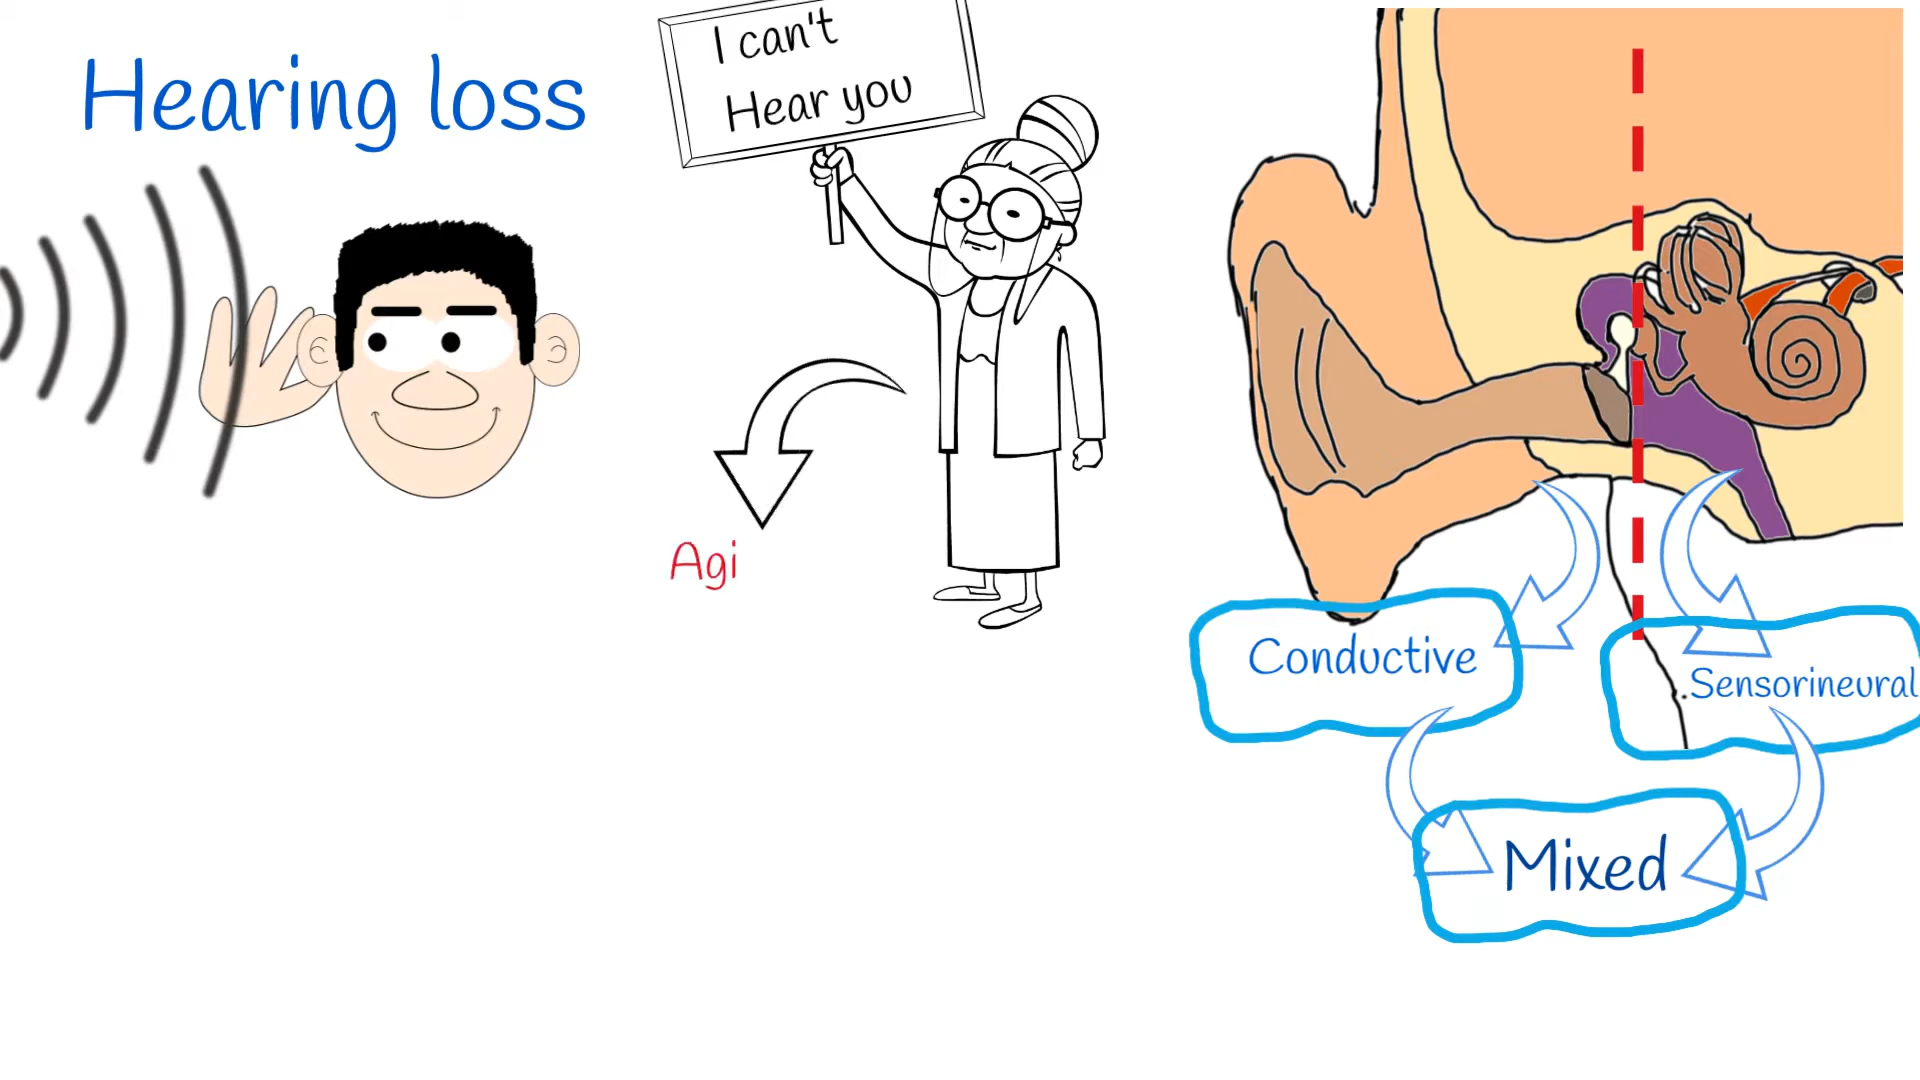 Hearing loss
I can't
Hear you
Agi
Conductive
Sensorineural
Mixed